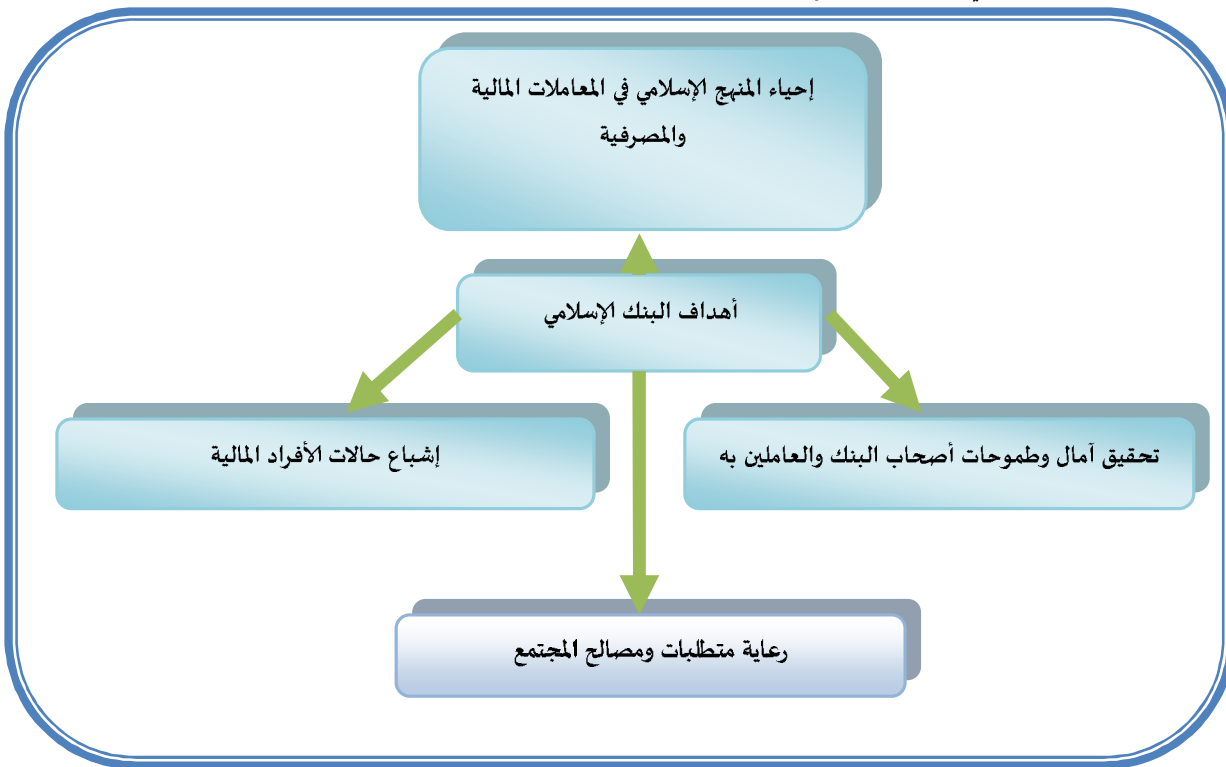 إحياء المنهج الإسلامي في المعاملات المالية
والمصرفية
أهداف البنك الإسلامي
تحقيق آمال وطموحات أصحاب البنك والعاملين به
إشباع حالات الأفراد المالية
رعاية متطلبات ومصالح المجتمع